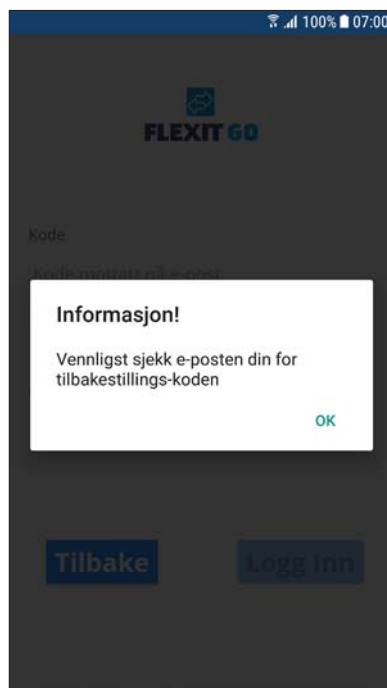 100% 07:00
FLEXIT GO
Kode
Kode mottatt på e-post
Informasjon!
Vennligst sjekk e-posten din for
tilbakestillings-koden
OK
Tilbake
Logg Inn